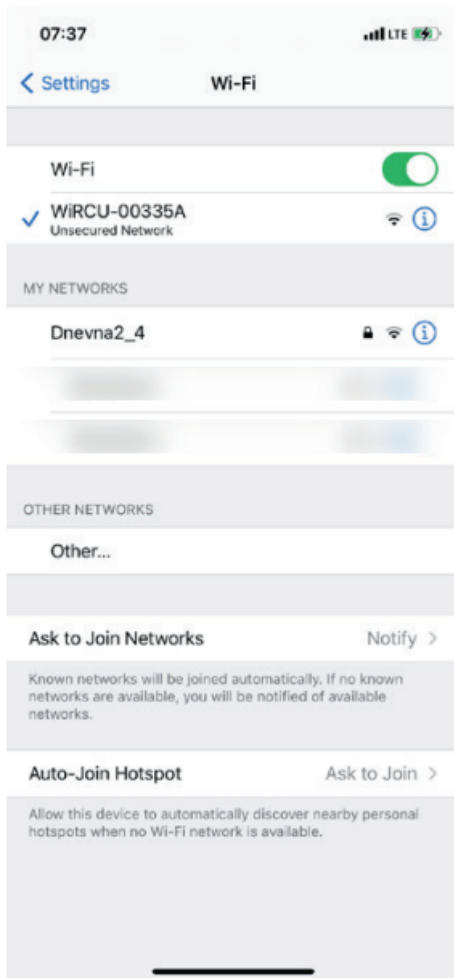 07:37 LTE
Settings Wi-Fi
Wi-Fi
WiRCU-00335A
Unsecured Network
MY NETWORKS
Dnevna2_4
OTHER NETWORKS
Other...
Ask to Join Networks Notify
Known networks will be joined automatically. If no known
networks are available, you will be notified of available
networks.
Auto-Join Hotspot Ask to Join
Allow this device to automatically discover nearby personal
hotspots when no Wi-Fi network is available.